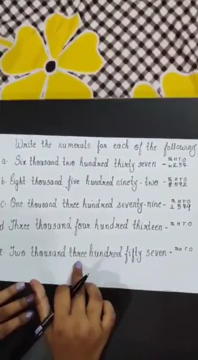 Write the numerals for each of the following
a. Six thousand two hundred thirty seven - H T O
b. Eight thousand five hundred ninety - two - H T O
c. One thousand three hundred seventy - nine - H T O
d Three thousand four hundred thirteen - H T O
Two thousand three hundred fifty seven - H T O